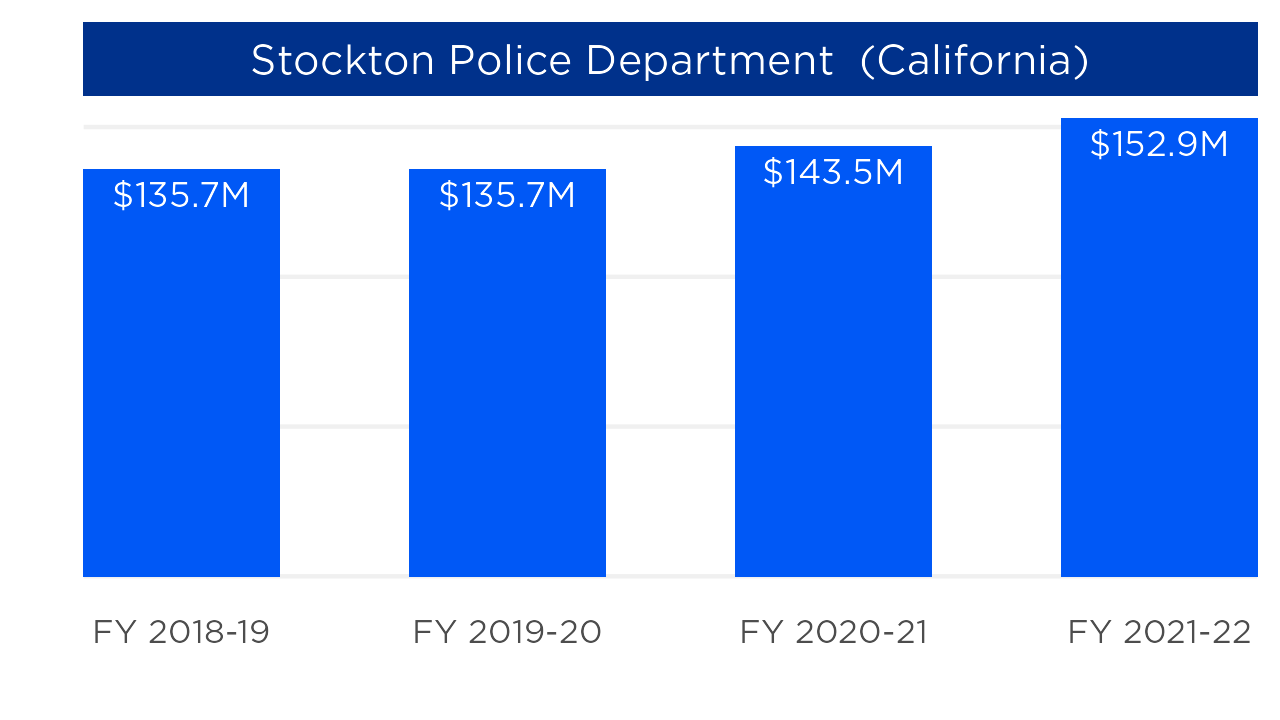 Stockton Police Department (California)
$135.7M
$135.7M
$143.5M
$152.9M
FY 2018-19
FY 2019-20
FY 2020-21
FY 2021-22